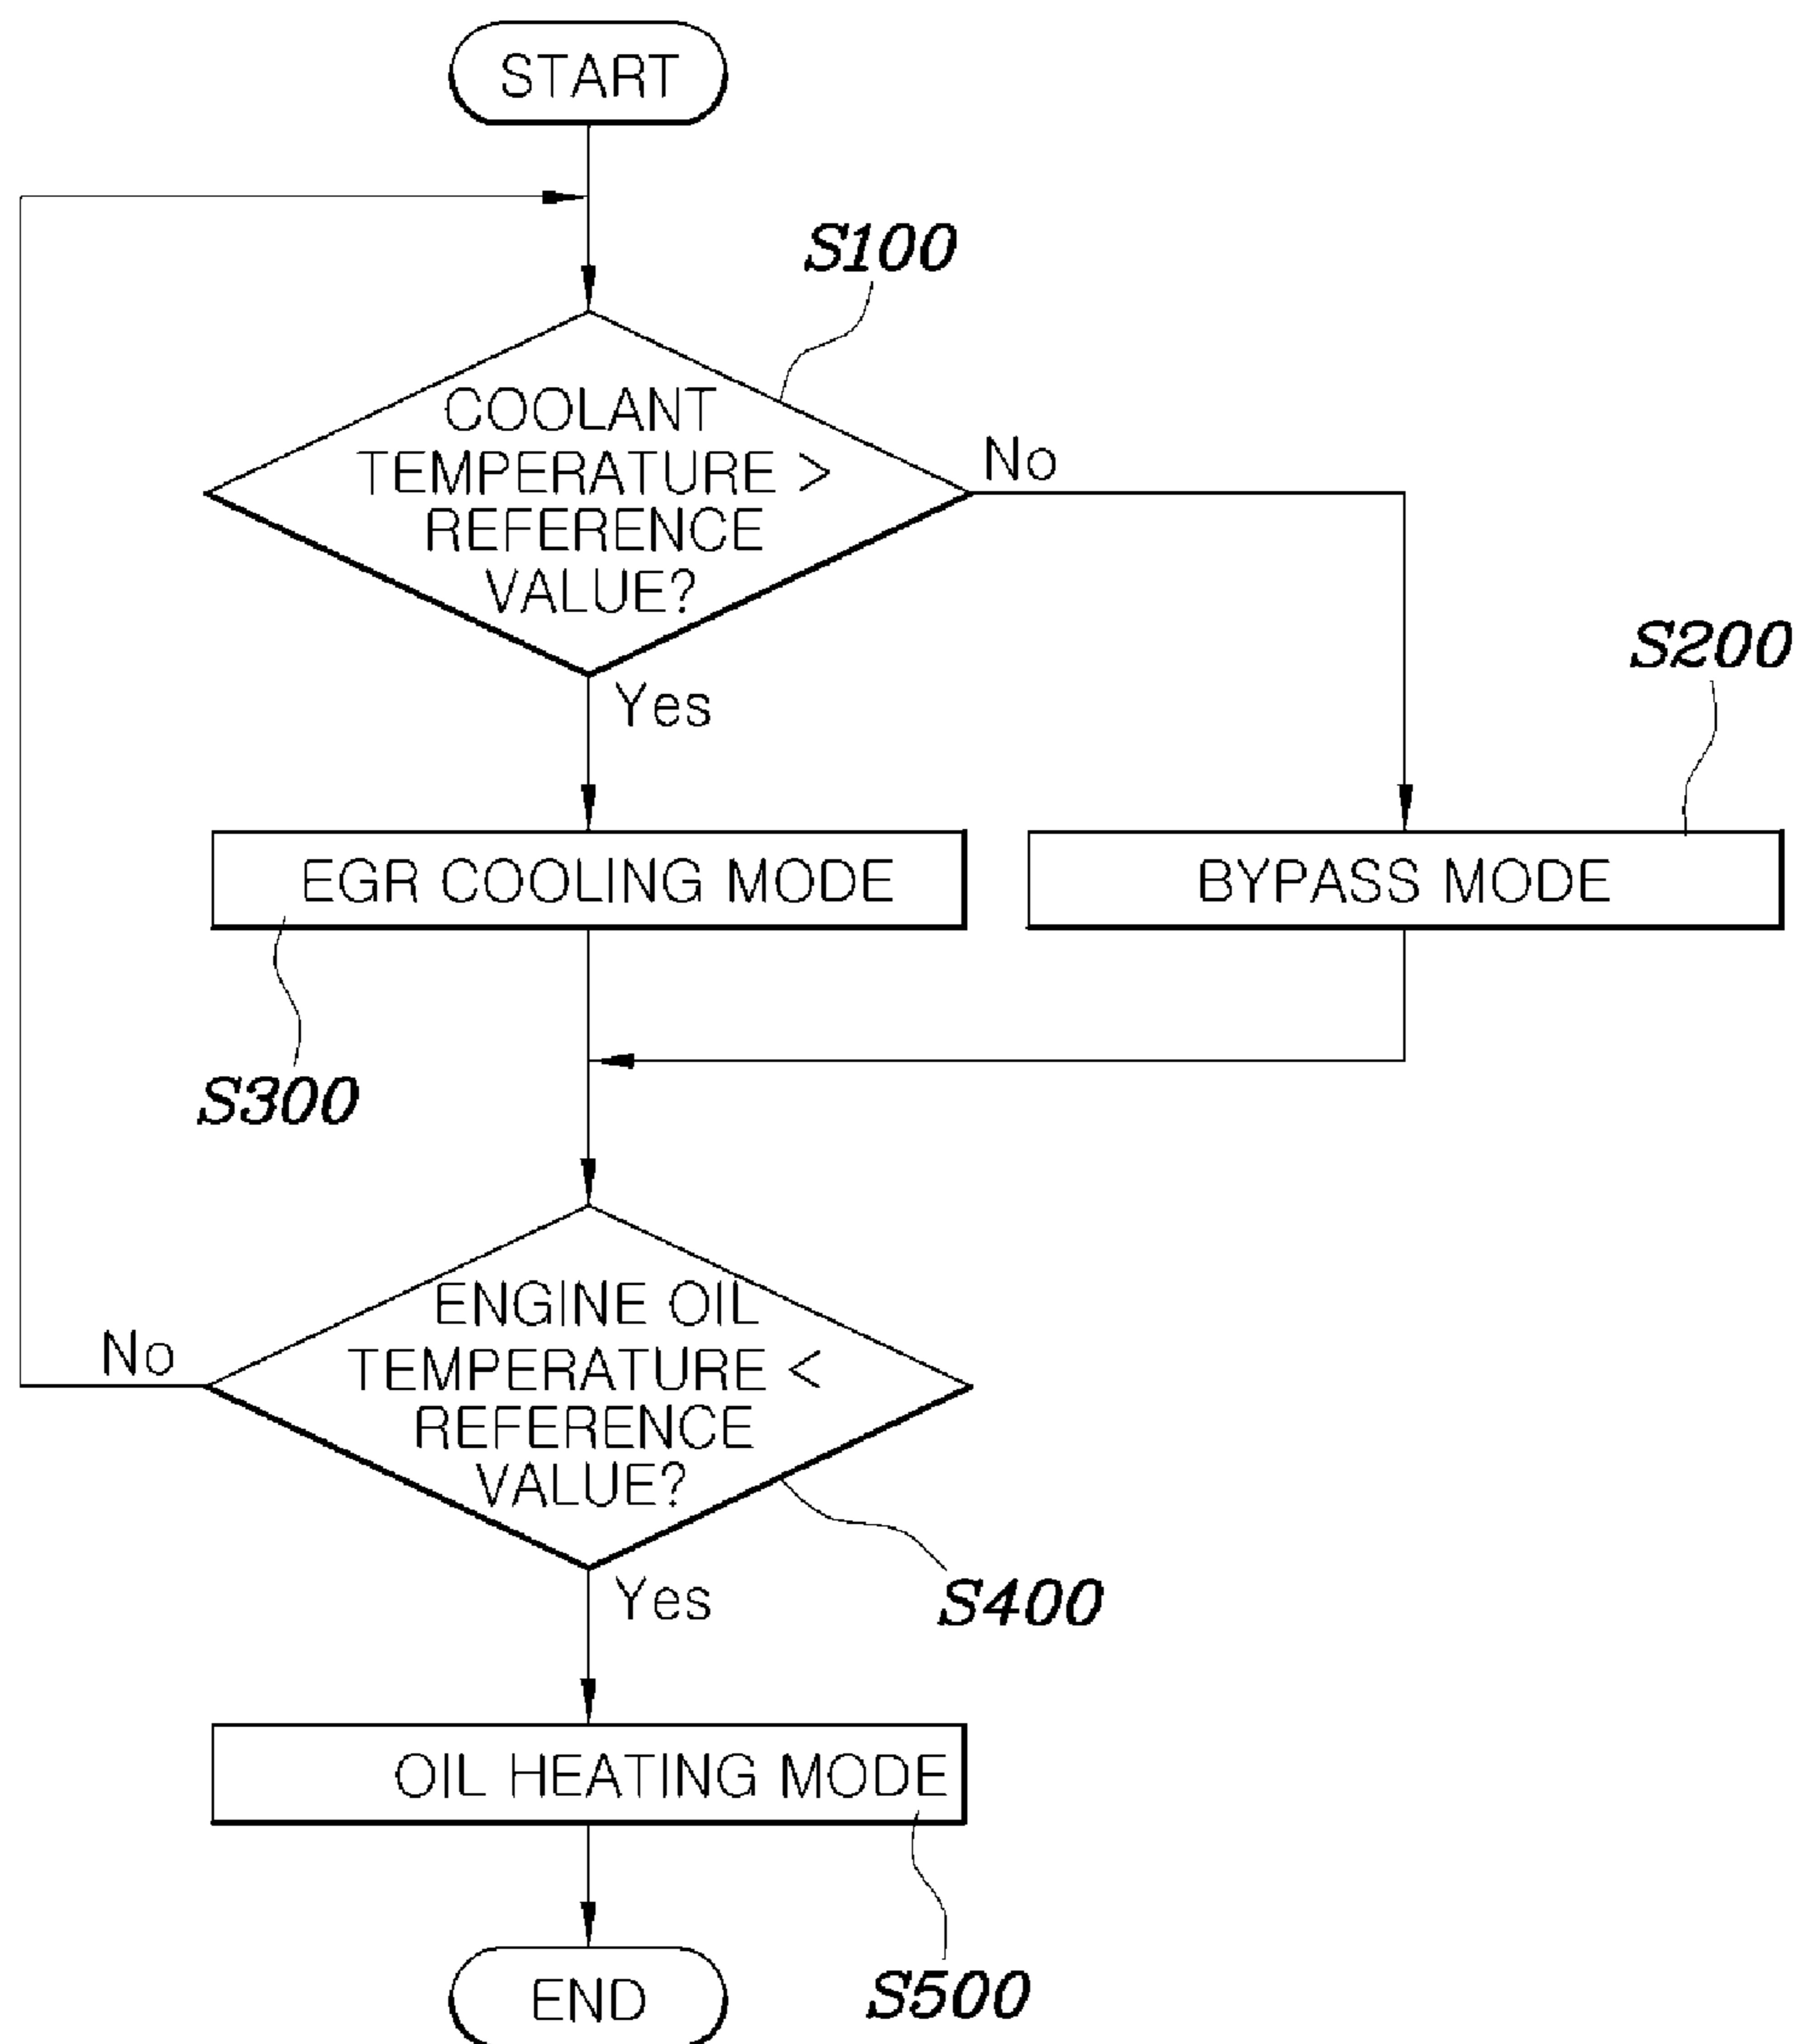 START
S100
COOLANT
TEMPERATURE >
REFERENCE
VALUE?
No
Yes
S200
EGR COOLING MODE
BYPASS MODE
S300
ENGINE OIL
TEMPERATURE <
REFERENCE
VALUE?
No
Yes
S400
OIL HEATING MODE
S500
END